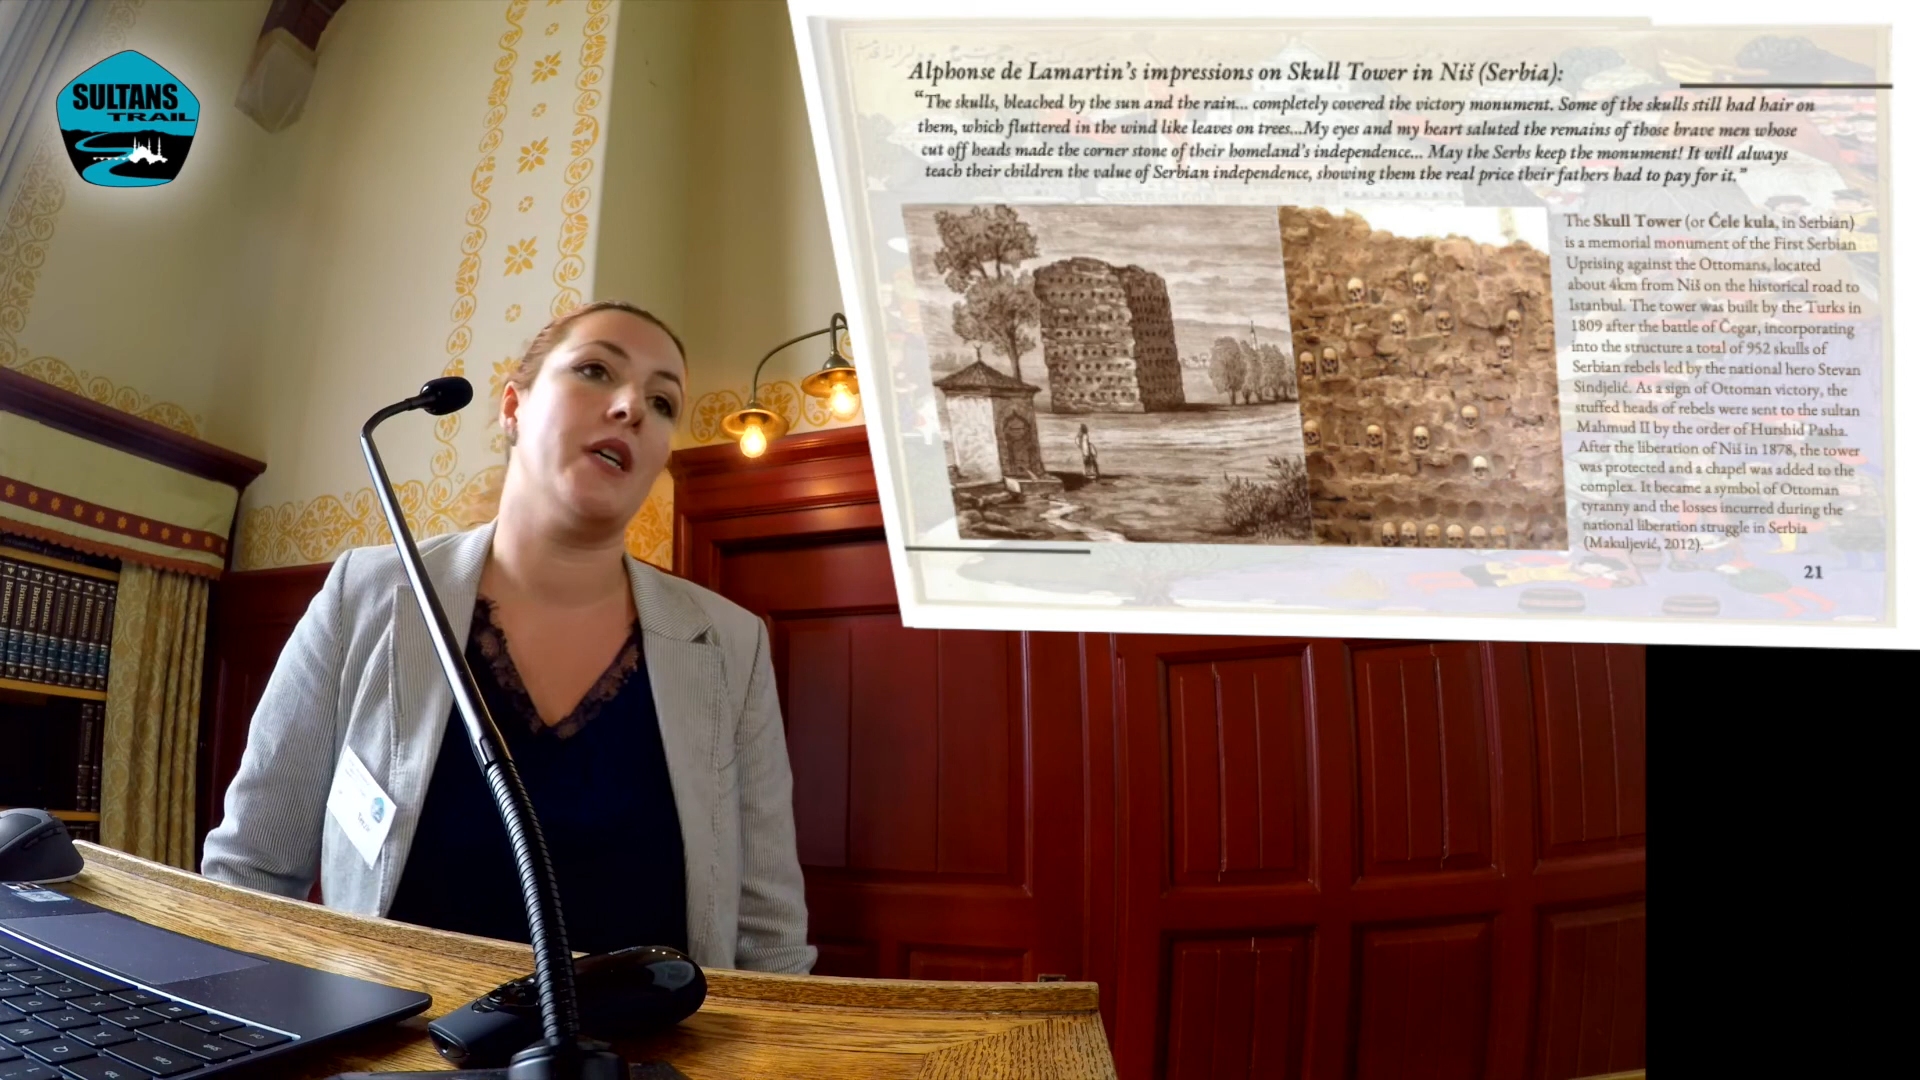 SULTANS
TRAIL
Alphonse de Lamartin's impressions on Skull Tower in Niš (Serbia):
"The skulls, bleached by the sun and the rain... completely covered the victory monument. Some of the skulls still had hair on
them, which fluttered in the wind like leaves on trees...My eyes and my heart saluted the remains of those brave men whose
cut off heads made the corner stone of their homeland's independence... May the Serbs keep the monument! It will always
teach their children the value of Serbian independence, showing them the real price their fathers had to pay for it."
The Skull Tower (or Ćele kula, in Serbian)
is a memorial monument of the First Serbian
Uprising against the Ottomans, located
about 4km from Niš on the historical road to
Istanbul. The tower was built by the Turks in
1809 after the battle of Čegar, incorporating
into the structure a total of 952 skulls of
Serbian rebels led by the national hero Stevan
Sindjelić. As a sign of Ottoman victory, the
stuffed heads of rebels were sent to the sultan
Mahmud II by the order of Hurshid Pasha.
After the liberation of Niš in 1878, the tower
was protected and a chapel was added to the
complex. It became a symbol of Ottoman
tyranny and the losses incurred during the
national liberation struggle in Serbia
(Makuljević, 2012).
21
Britannica
Britannica
Britannica
Britannica